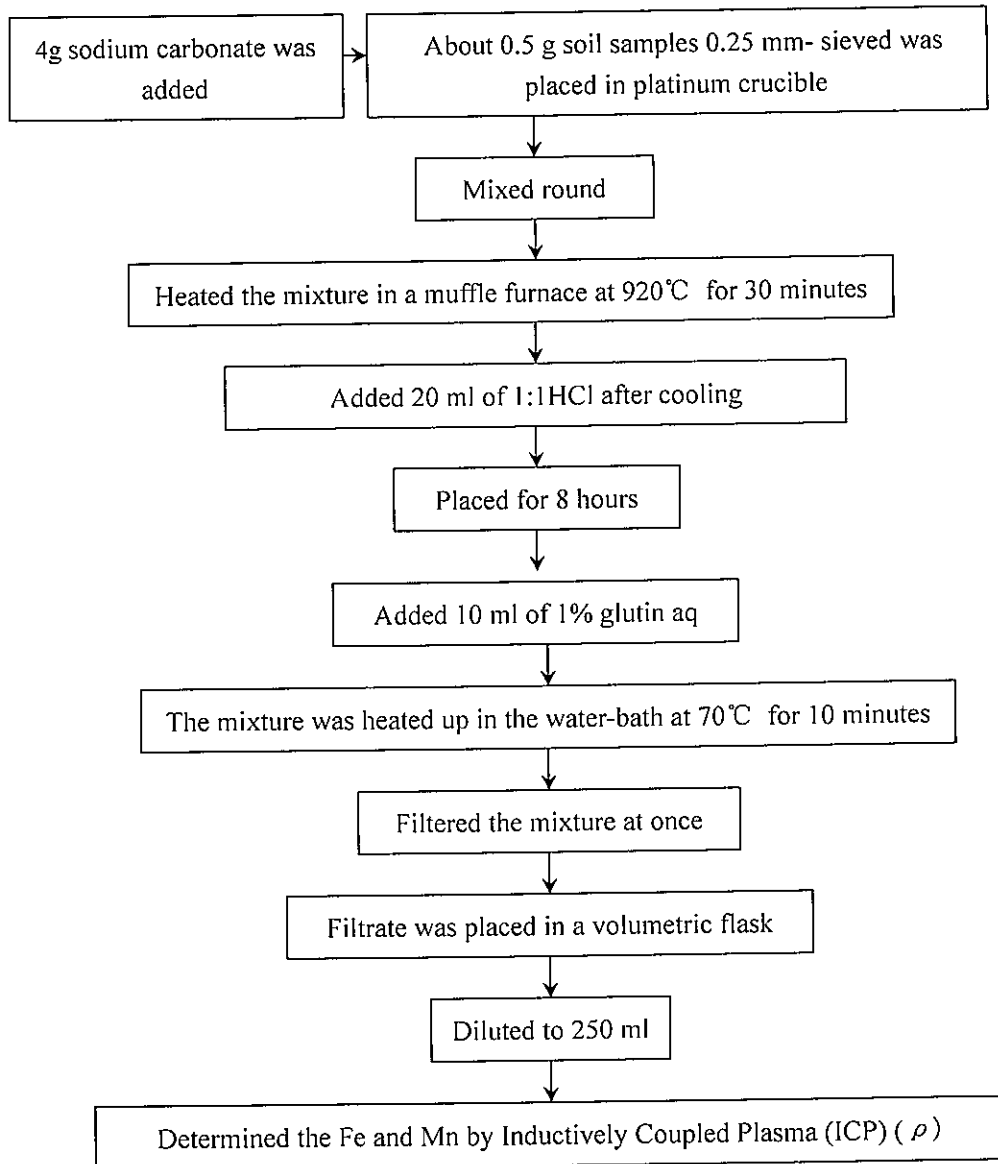 4g sodium carbonate was
added
About 0.5 g soil samples 0.25 mm- sieved was
placed in platinum crucible
Mixed round
Heated the mixture in a muffle furnace at 920℃ for 30 minutes
Added 20 ml of 1:1HCl after cooling
Placed for 8 hours
Added 10 ml of 1% glutin aq
The mixture was heated up in the water-bath at 70℃ for 10 minutes
Filtered the mixture at once
Filtrate was placed in a volumetric flask
Diluted to 250 ml
Determined the Fe and Mn by Inductively Coupled Plasma (ICP) ( ρ )